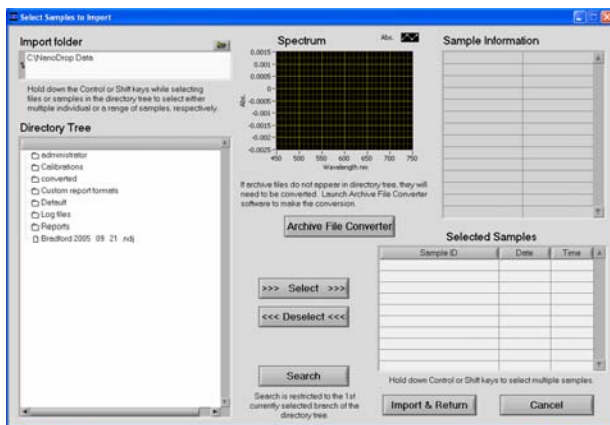 Select Samples to Import
Import folder
C:\NanoDrop Data
Hold down the Control or Shift keys while selecting
files or samples in the directory tree to select either
multiple individual or a range of samples, respectively.
Directory Tree
administrator
Calibrations
converted
Custom report formats
Default
Log files
Reports
Bradford 2005 09 21 .ndj
Spectrum
Abs.
0.0015
0.001
0.0005
0
-0.0005
-0.001
-0.0015
-0.002
-0.0025
Abs.
450 500 550 600 650 700 750
Wavelength nm
If archive files do not appear in directory tree, they will
need to be converted. Launch Archive File Converter
software to make the conversion.
Archive File Converter
>>> Select >>>
<<< Deselect <<<
Search
Search is restricted to the 1st
currently selected branch of the
directory tree.
Sample Information
Selected Samples
Sample ID Date Time
Hold down Control or Shift keys to select multiple samples.
Import & Return Cancel